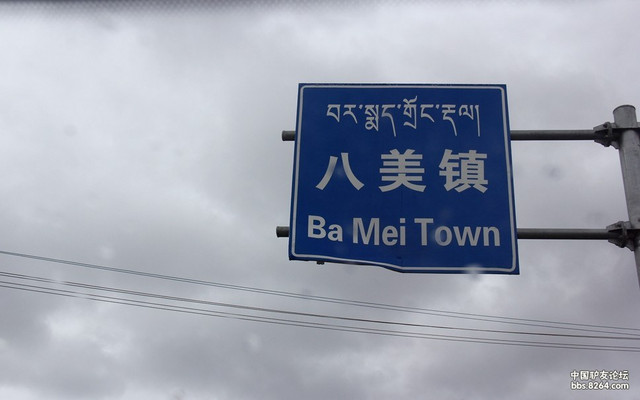 བར་སྨད་གྲོང་རྡལ།
八美镇
Ba Mei Town
中国驴友论坛
bbs.8264.com